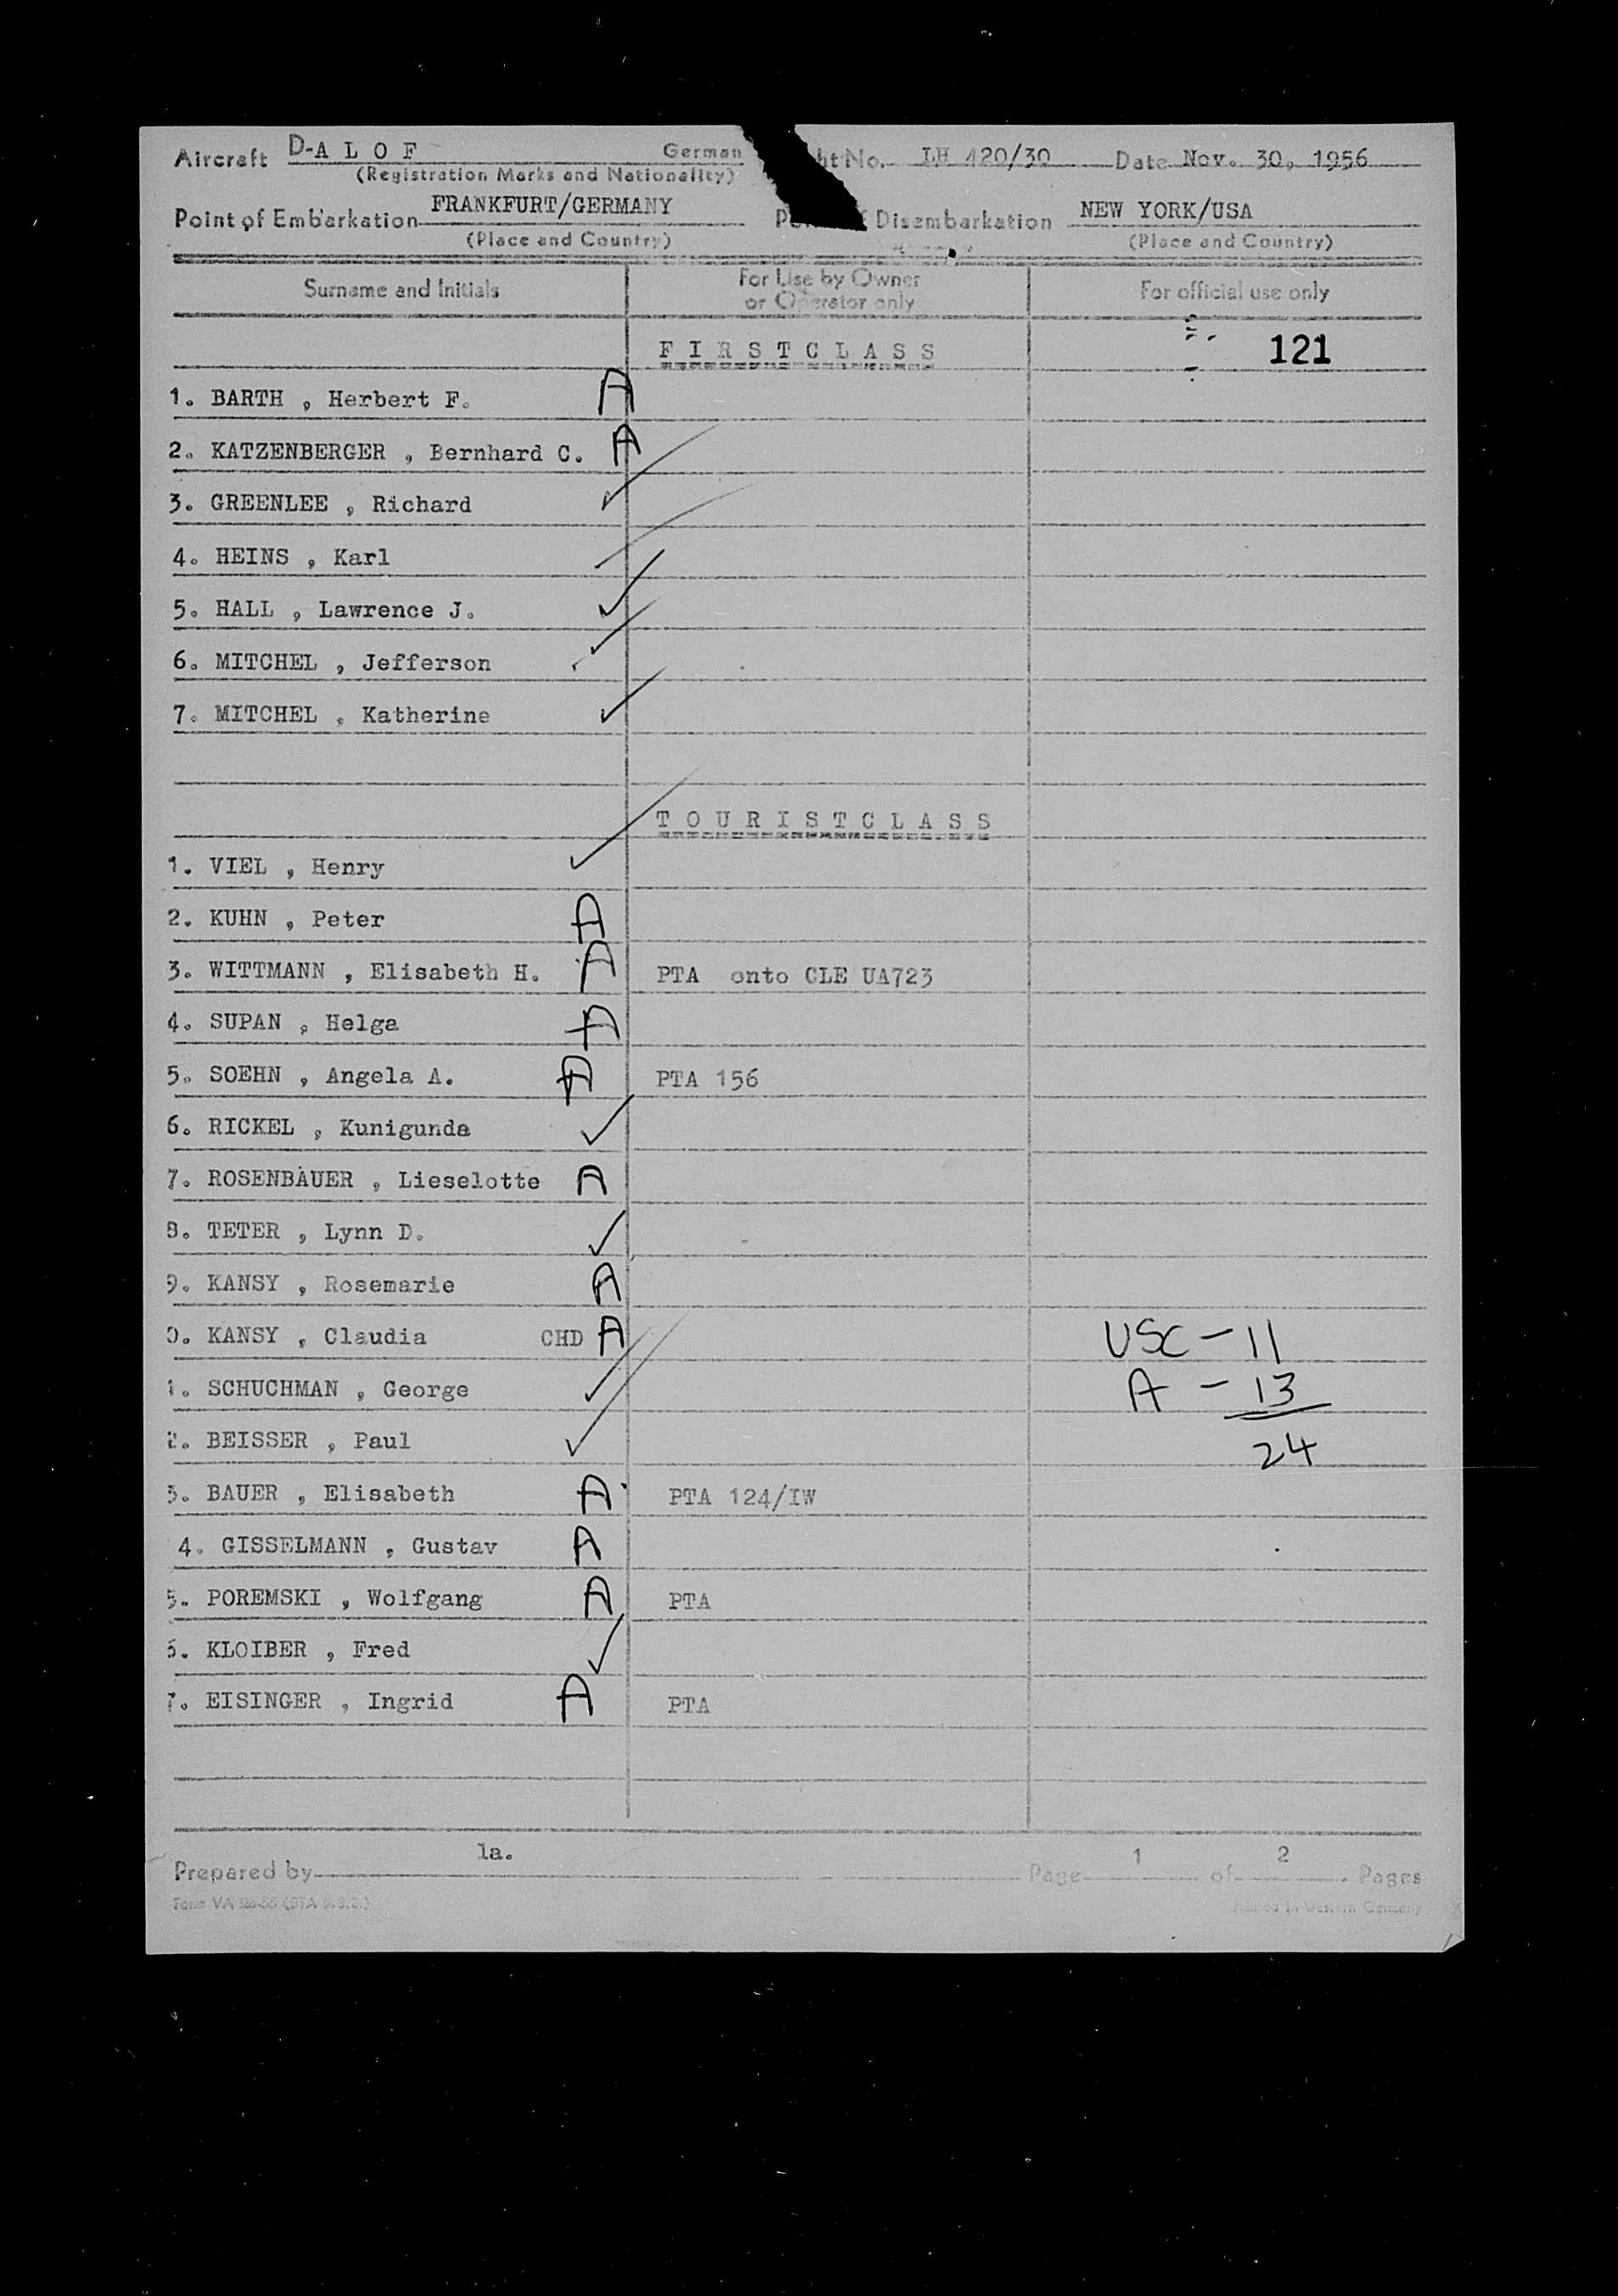 Aircraft D-A L O F German ht No. LH 420/30 Date Nov. 30, 1956
(Registration Marks and Nationality)
Point of Embarkation FRANKFURT/GERMANY Disembarkation NEW YORK/USA
(Place and Country) (Place and Country)
Surname and Initials For Use by Owner or Operator only For official use only
F I R S T C L A S S 121
1. BARTH , Herbert F. A
2. KATZENBERGER , Bernhard C. A
3. GREENLEE , Richard ✓
4. HEINS , Karl
5. HALL , Lawrence J. ✓
6. MITCHEL , Jefferson ✓
7. MITCHEL , Katherine ✓
T O U R I S T C L A S S
1. VIEL , Henry ✓
2. KUHN , Peter A
3. WITTMANN , Elisabeth H. A PTA onto CLE UA723
4. SUPAN , Helga A
5. SOEHN , Angela A. A PTA 156
6. RICKEL , Kunigunda ✓
7. ROSENBAUER , Lieselotte A
8. TETER , Lynn D. ✓
9. KANSY , Rosemarie A
0. KANSY , Claudia CHD A USC - 11
1. SCHUCHMAN , George ✓ A - 13
2. BEISSER , Paul ✓ 24
3. BAUER , Elisabeth A PTA 124/IW
4. GISSELMANN , Gustav A
5. POREMSKI , Wolfgang A PTA
6. KLOIBER , Fred ✓
7. EISINGER , Ingrid A PTA
Prepared by la. Page 1 of 2 Pages
Printed in Western Germany